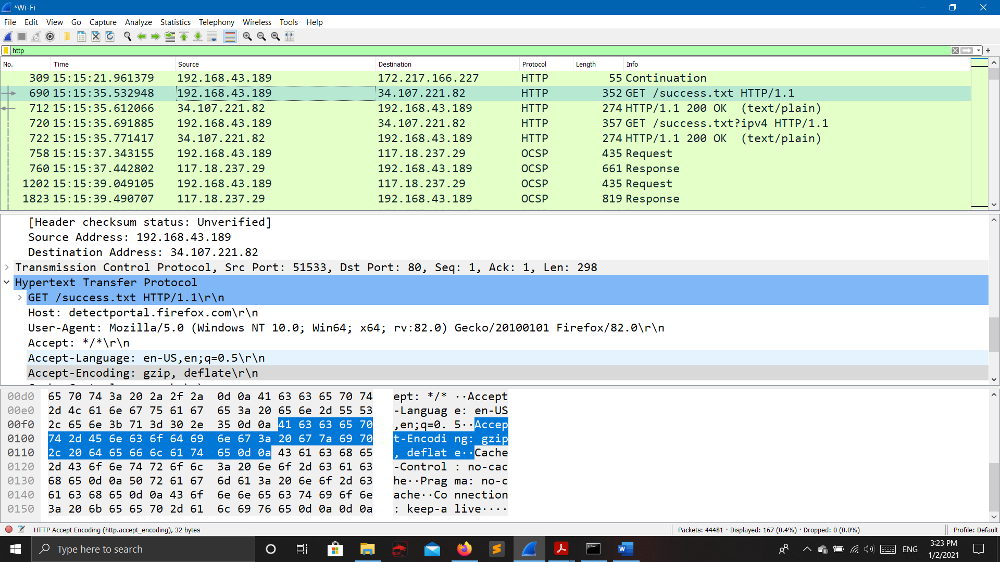 *Wi-Fi
File Edit View Go Capture Analyze Statistics Telephony Wireless Tools Help
http
No. Time Source Destination Protocol Length Info
309 15:15:21.961379 192.168.43.189 172.217.166.227 HTTP 55 Continuation
690 15:15:35.532948 192.168.43.189 34.107.221.82 HTTP 352 GET /success.txt HTTP/1.1
712 15:15:35.612066 34.107.221.82 192.168.43.189 HTTP 274 HTTP/1.1 200 OK  (text/plain)
720 15:15:35.691885 192.168.43.189 34.107.221.82 HTTP 357 GET /success.txt?ipv4 HTTP/1.1
722 15:15:35.771417 34.107.221.82 192.168.43.189 HTTP 274 HTTP/1.1 200 OK  (text/plain)
758 15:15:37.343155 192.168.43.189 117.18.237.29 OCSP 435 Request
760 15:15:37.442802 117.18.237.29 192.168.43.189 OCSP 661 Response
1202 15:15:39.049105 192.168.43.189 117.18.237.29 OCSP 435 Request
1823 15:15:39.490707 117.18.237.29 192.168.43.189 OCSP 819 Response
[Header checksum status: Unverified]
Source Address: 192.168.43.189
Destination Address: 34.107.221.82
Transmission Control Protocol, Src Port: 51533, Dst Port: 80, Seq: 1, Ack: 1, Len: 298
Hypertext Transfer Protocol
GET /success.txt HTTP/1.1\r\n
Host: detectportal.firefox.com\r\n
User-Agent: Mozilla/5.0 (Windows NT 10.0; Win64; x64; rv:82.0) Gecko/20100101 Firefox/82.0\r\n
Accept: */*\r\n
Accept-Language: en-US,en;q=0.5\r\n
Accept-Encoding: gzip, deflate\r\n
00d0 65 70 74 3a 20 2a 2f 2a 0d 0a 41 63 63 65 70 74 ept: */* ··Accept
00e0 2d 4c 61 6e 67 75 61 67 65 3a 20 65 6e 2d 55 53 -Languag e: en-US
00f0 2c 65 6e 3b 71 3d 30 2e 35 0d 0a 41 63 63 65 70 ,en;q=0. 5··Accep
0100 74 2d 45 6e 63 6f 64 69 6e 67 3a 20 67 7a 69 70 t-Encodi ng: gzip
0110 2c 20 64 65 66 6c 61 74 65 0d 0a 43 61 63 68 65 , deflat e··Cache
0120 2d 43 6f 6e 74 72 6f 6c 3a 20 6e 6f 2d 63 61 63 -Control : no-cac
0130 68 65 0d 0a 50 72 61 67 6d 61 3a 20 6e 6f 2d 63 he··Prag ma: no-c
0140 61 63 68 65 0d 0a 43 6f 6e 6e 65 63 74 69 6f 6e ache··Co nnection
0150 3a 20 6b 65 65 70 2d 61 6c 69 76 65 0d 0a 0d 0a : keep-a live····
HTTP Accept Encoding (http.accept_encoding), 32 bytes Packets: 44481 · Displayed: 167 (0.4%) · Dropped: 0 (0.0%) Profile: Default
Type here to search ENG 3:23 PM
1/2/2021